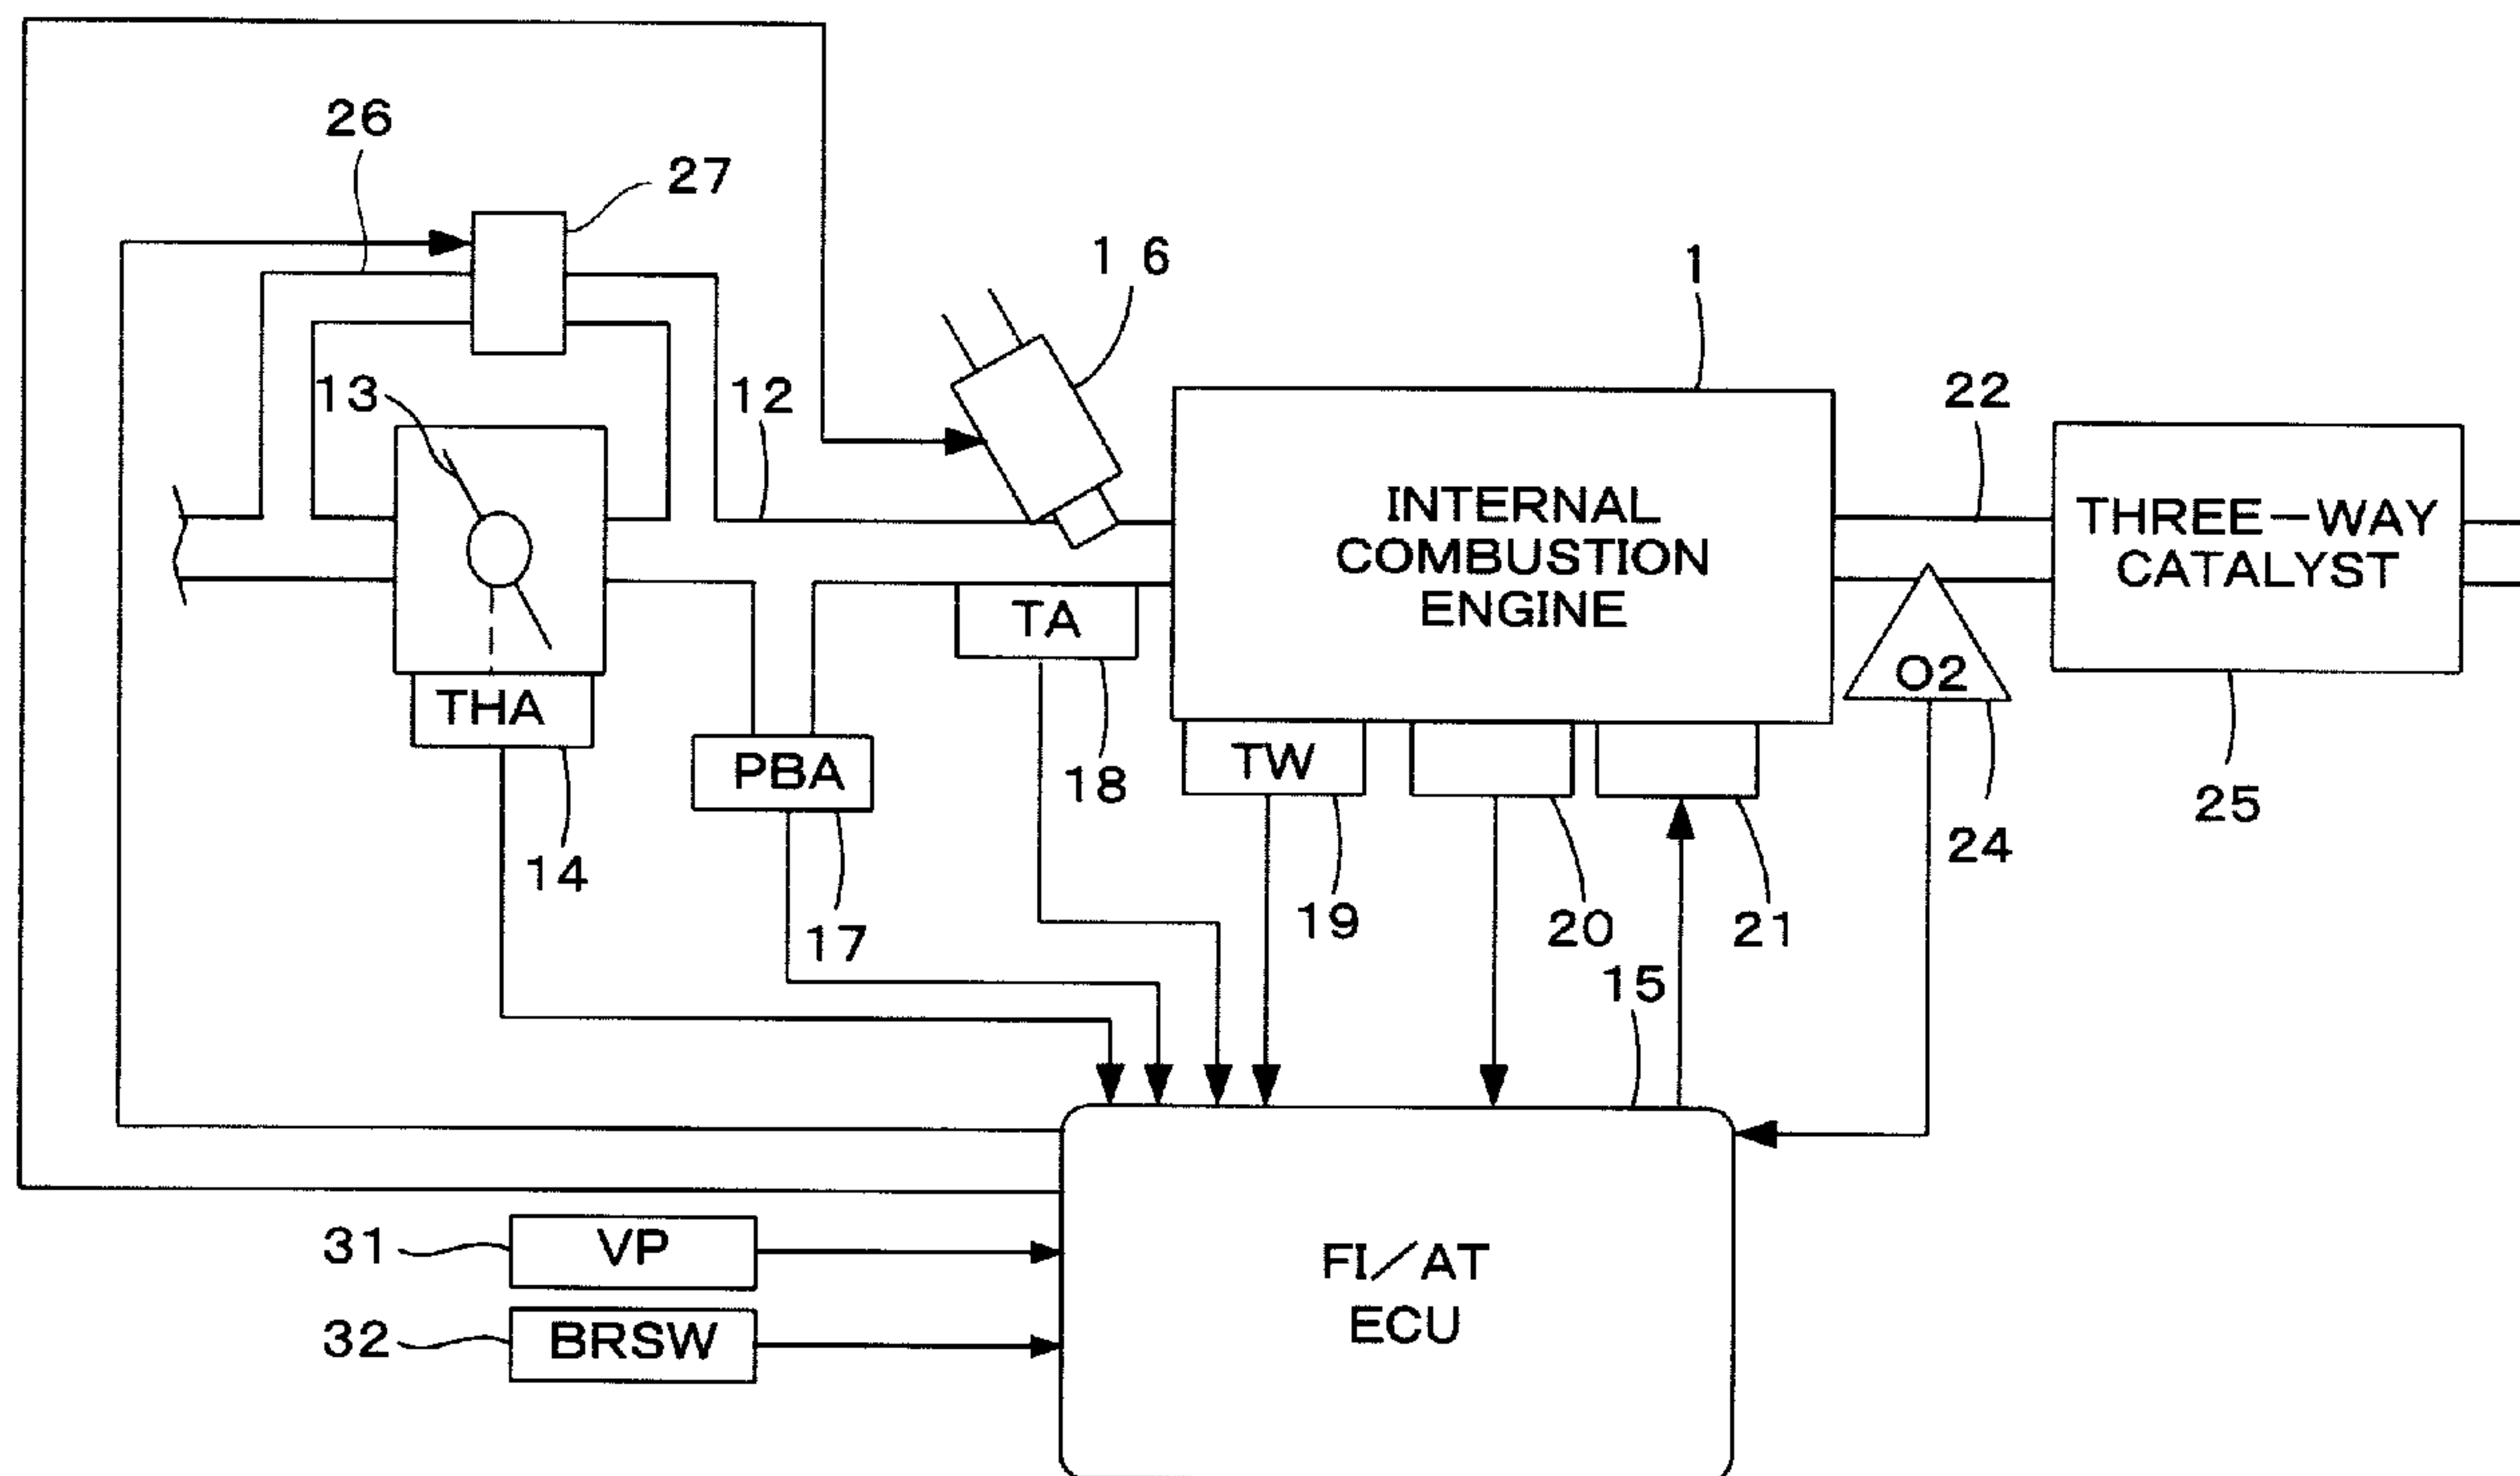 26
27
1 6
1
13
12
22
INTERNAL
COMBUSTION
ENGINE
THREE-WAY
CATALYST
TA
O2
THA
PBA
18
TW
25
14
24
17
19
20
21
15
31
VP
FI/AT
ECU
32
BRSW